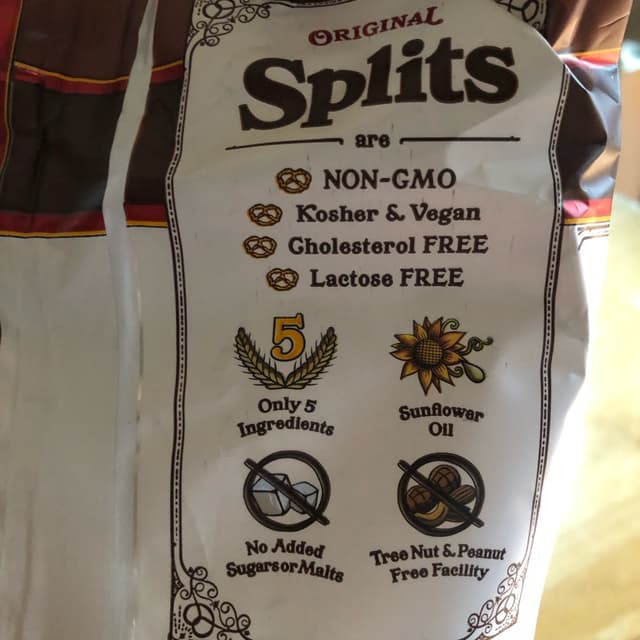 ORIGINAL
Splits
are
NON-GMO
Kosher & Vegan
Cholesterol FREE
Lactose FREE
5
Only 5
Ingredients
Sunflower
Oil
No Added
Sugars or Malts
Tree Nut & Peanut
Free Facility